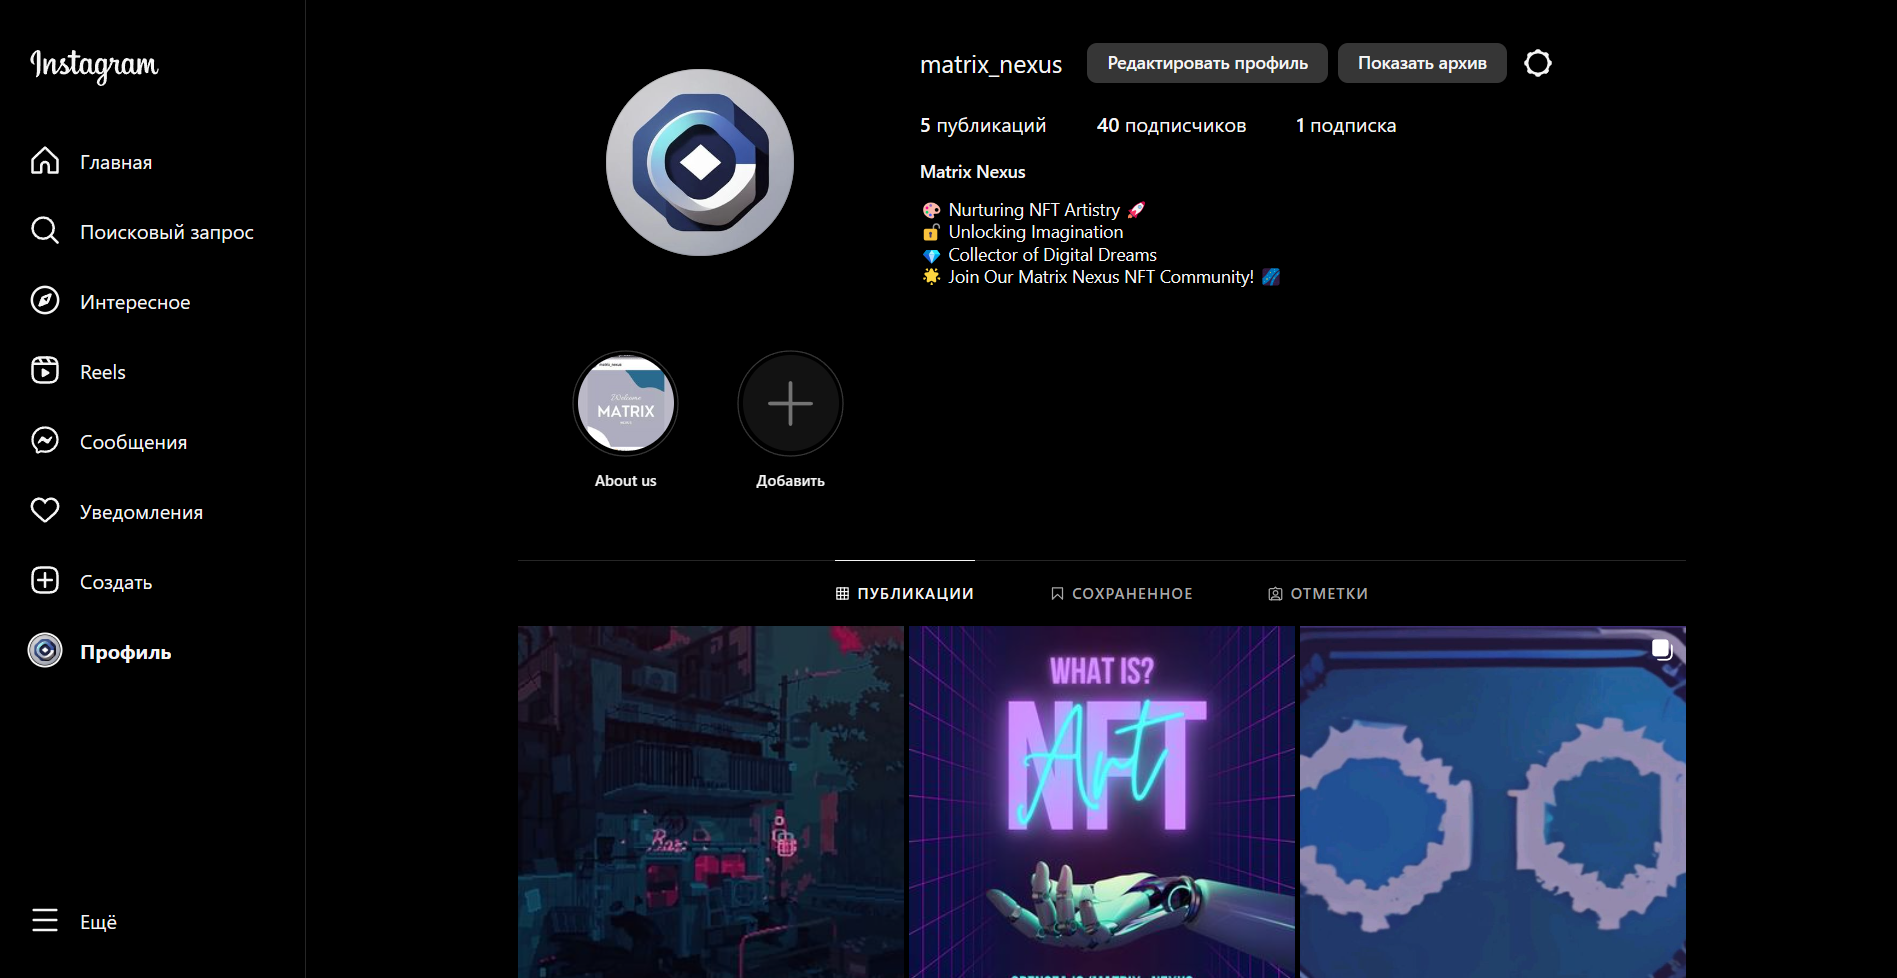 Instagram
Главная
Поисковый запрос
Интересное
Reels
Сообщения
Уведомления
Создать
Профиль
Ещё
matrix_nexus
Редактировать профиль
Показать архив
5 публикаций
40 подписчиков
1 подписка
Matrix Nexus
🎨 Nurturing NFT Artistry 🚀
🔓 Unlocking Imagination
💎 Collector of Digital Dreams
🌟 Join Our Matrix Nexus NFT Community! 🌌
Welcome
MATRIX
About us
Добавить
ПУБЛИКАЦИИ
СОХРАНЕННОЕ
ОТМЕТКИ
WHAT IS?
NFT
Art